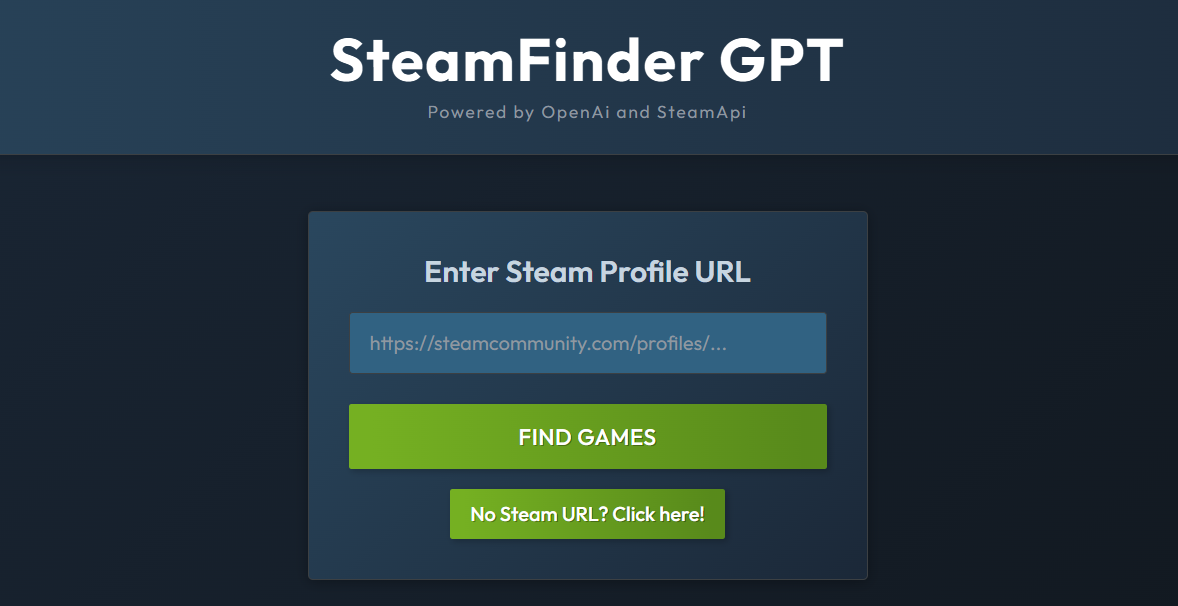 SteamFinder GPT
Powered by OpenAi and SteamApi
Enter Steam Profile URL
https://steamcommunity.com/profiles/...
FIND GAMES
No Steam URL? Click here!